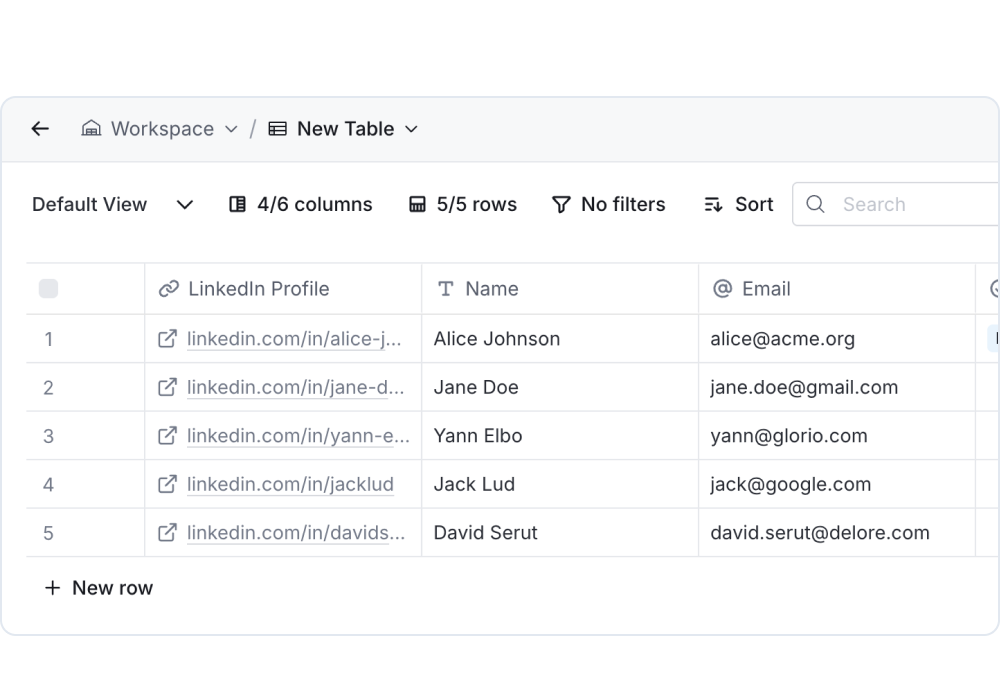 Workspace / New Table
Default View 4/6 columns 5/5 rows No filters Sort Search
LinkedIn Profile Name Email
1 linkedin.com/in/alice-j... Alice Johnson alice@acme.org
2 linkedin.com/in/jane-d... Jane Doe jane.doe@gmail.com
3 linkedin.com/in/yann-e... Yann Elbo yann@glorio.com
4 linkedin.com/in/jacklud Jack Lud jack@google.com
5 linkedin.com/in/davids... David Serut david.serut@delore.com
+ New row